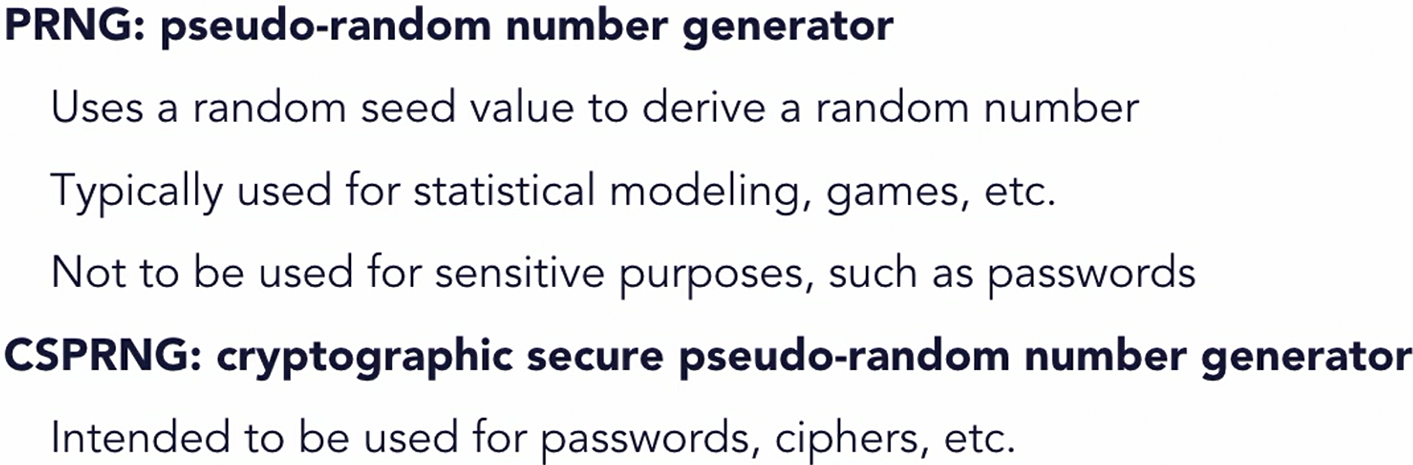 PRNG: pseudo-random number generator
Uses a random seed value to derive a random number
Typically used for statistical modeling, games, etc.
Not to be used for sensitive purposes, such as passwords
CSPRNG: cryptographic secure pseudo-random number generator
Intended to be used for passwords, ciphers, etc.